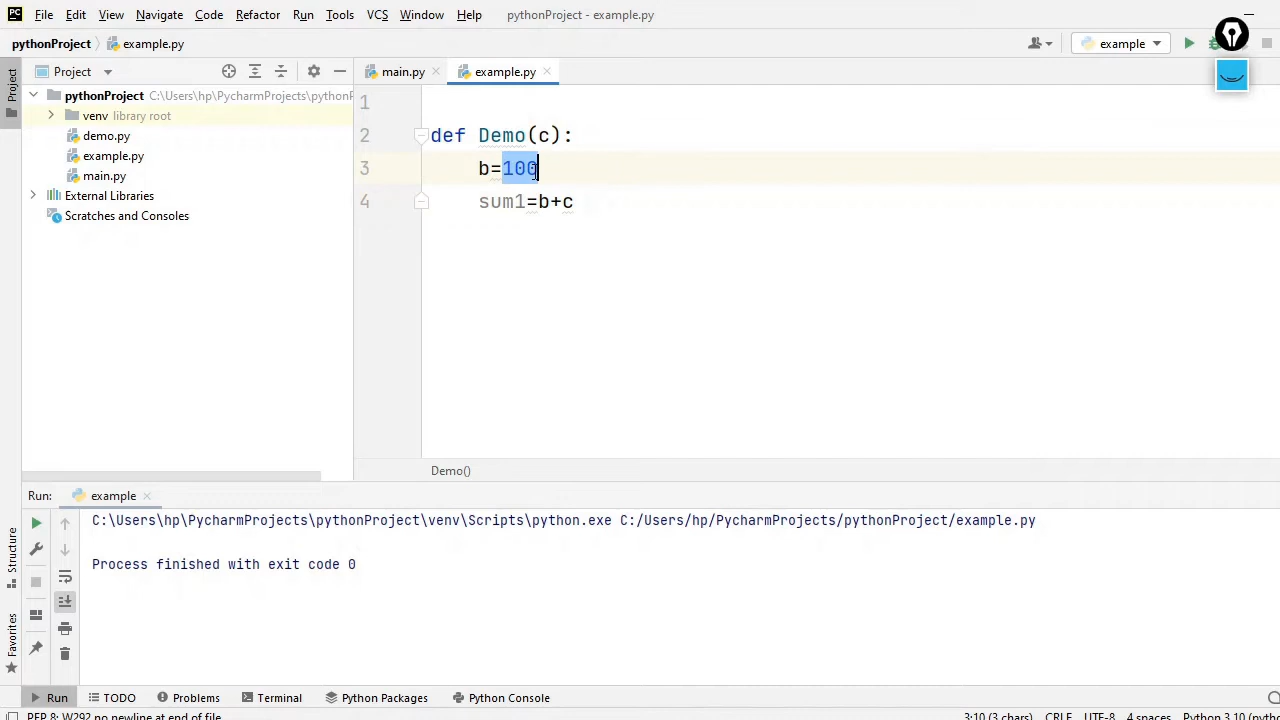 PC File Edit View Navigate Code Refactor Run Tools VCS Window Help pythonProject - example.py
pythonProject example.py example
Project main.py example.py
Project
pythonProject C:\Users\hp\PycharmProjects\pythonP
venv library root
demo.py
example.py
main.py
External Libraries
Scratches and Consoles
1
2 def Demo(c):
3 b=100
4 sum1=b+c
Demo()
Run: example
C:\Users\hp\PycharmProjects\pythonProject\venv\Scripts\python.exe C:/Users/hp/PycharmProjects/pythonProject/example.py
Process finished with exit code 0
Structure
Favorites
Run TODO Problems Terminal Python Packages Python Console
PEP 8: W292 no newline at end of file 3:10 (3 chars) CRLF UTF-8 4 spaces Python 3.10 (pytho